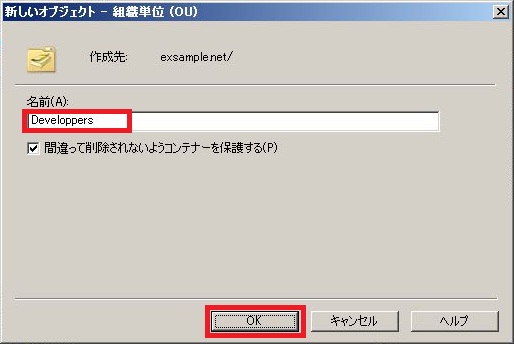 新しいオブジェクト - 組織単位 (OU)
作成先: exsample.net/
名前(A):
Developpers
間違って削除されないようコンテナーを保護する(P)
OK キャンセル ヘルプ